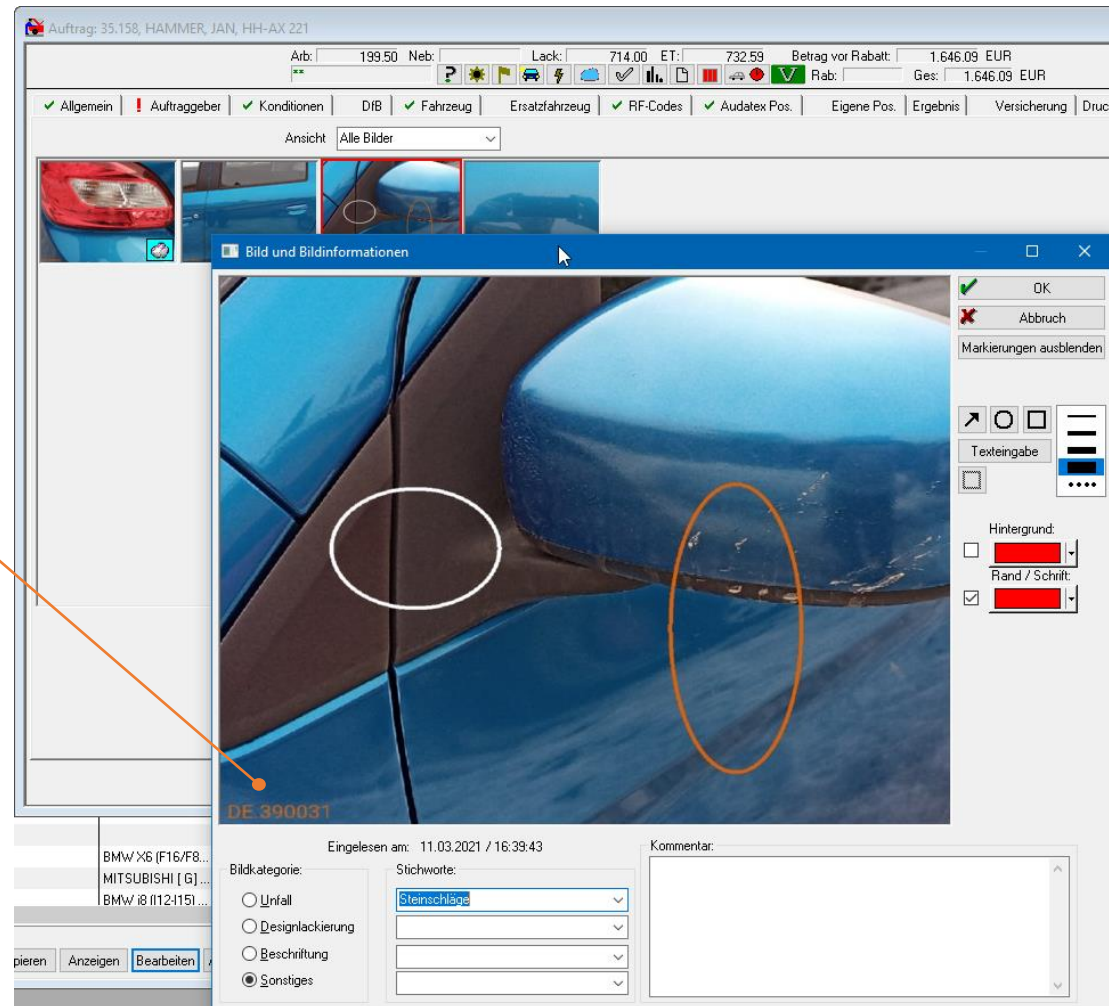 Auftrag: 35.158, HAMMER, JAN, HH-AX 221
Arb: 199.50 Neb: Lack: 714.00 ET: 732.59 Betrag vor Rabatt: 1.646.09 EUR
** Rab: Ges: 1.646.09 EUR
Allgemein Auftraggeber Konditionen DfB Fahrzeug Ersatzfahrzeug RF-Codes Audatex Pos. Eigene Pos. Ergebnis Versicherung Druc
Ansicht Alle Bilder
Bild und Bildinformationen
OK
Abbruch
Markierungen ausblenden
Texteingabe
Hintergrund:
Rand / Schrift:
DE.390031
Eingelesen am: 11.03.2021 / 16:39:43
Bildkategorie:
Unfall
Designlackierung
Beschriftung
Sonstiges
Stichworte:
Steinschläge
Kommentar:
BMW X6 (F16/F8...
MITSUBISHI [ G] ...
BMW i8 (I12-I15) ...
pieren Anzeigen Bearbeiten